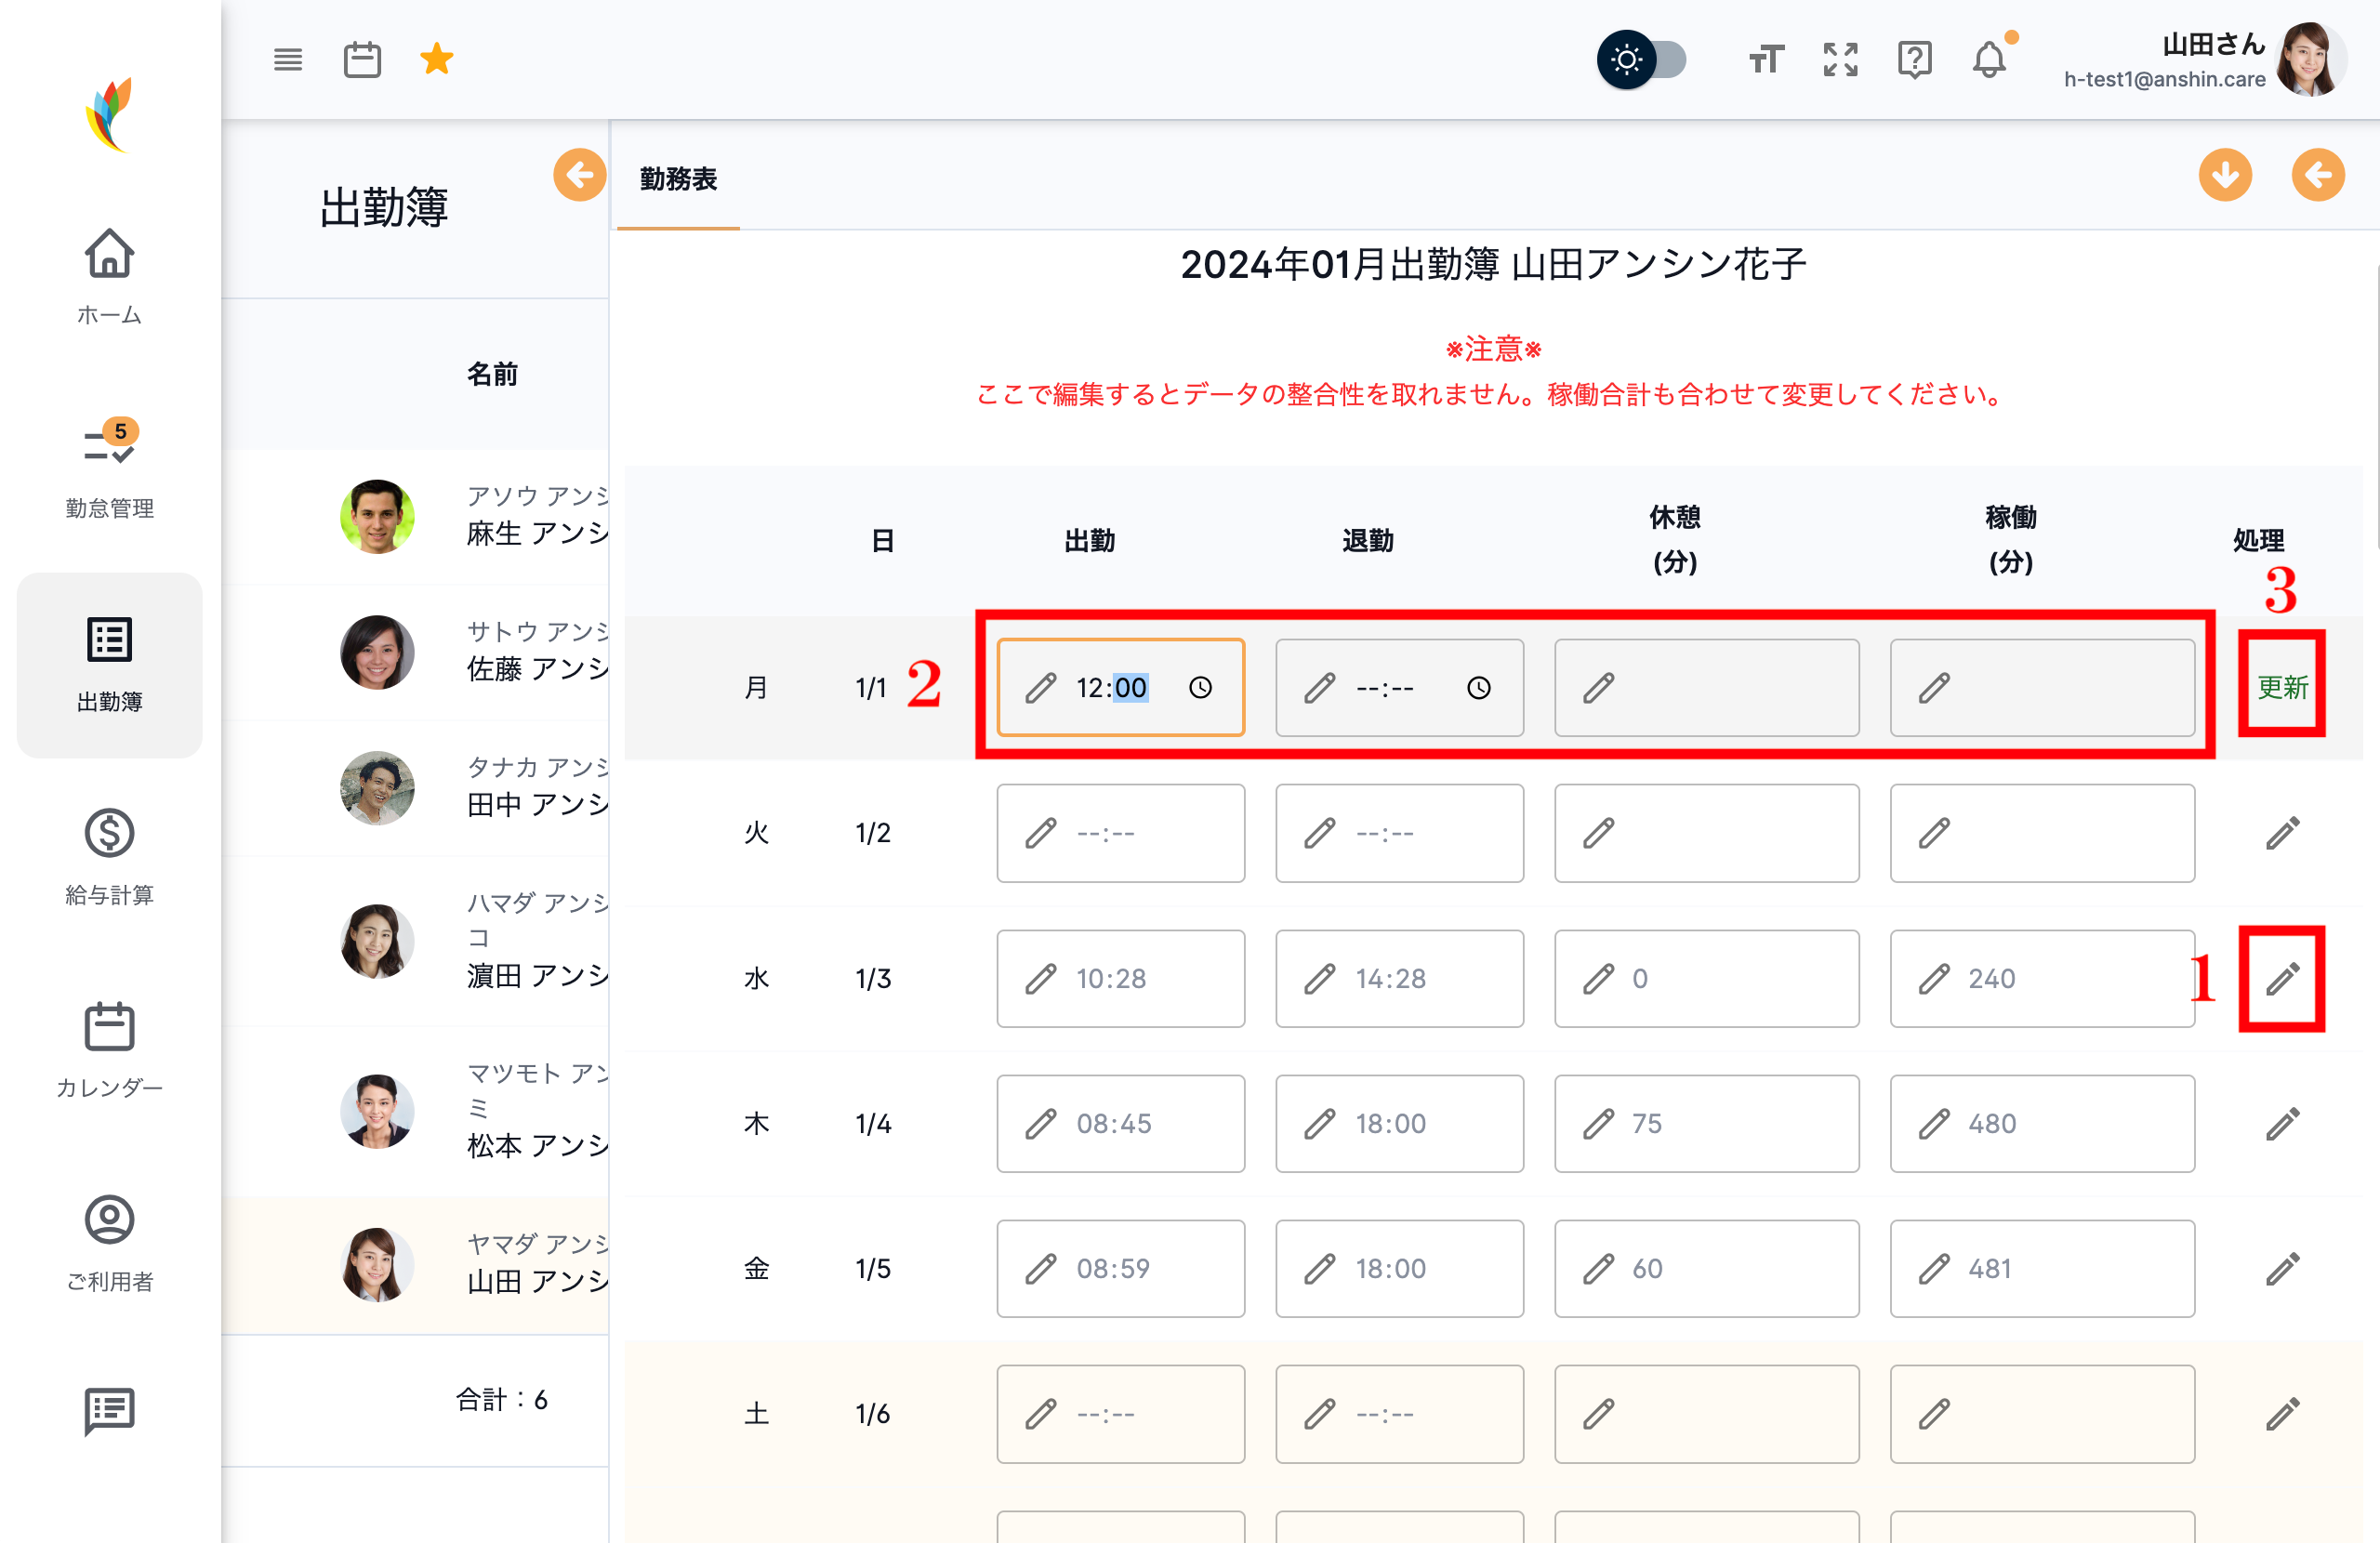 山田さん
h-test1@anshin.care
ホーム
5
勤怠管理
出勤簿
給与計算
カレンダー
ご利用者
出勤簿
名前
アソウ アンシ
麻生 アンシ
サトウ アンシ
佐藤 アンシ
タナカ アンシ
田中 アンシ
ハマダ アンシ
コ
濵田 アンシ
マツモト アン
ミ
松本 アンシ
ヤマダ アンシ
山田 アンシ
合計：6
勤務表
2024年01月出勤簿 山田アンシン花子
※注意※
ここで編集するとデータの整合性を取れません。稼働合計も合わせて変更してください。
日 出勤 退勤 休憩 (分) 稼働 (分) 処理
3
月 1/1 2 12:00 --:-- 更新
火 1/2 --:-- --:--
水 1/3 10:28 14:28 0 240 1
木 1/4 08:45 18:00 75 480
金 1/5 08:59 18:00 60 481
土 1/6 --:-- --:--